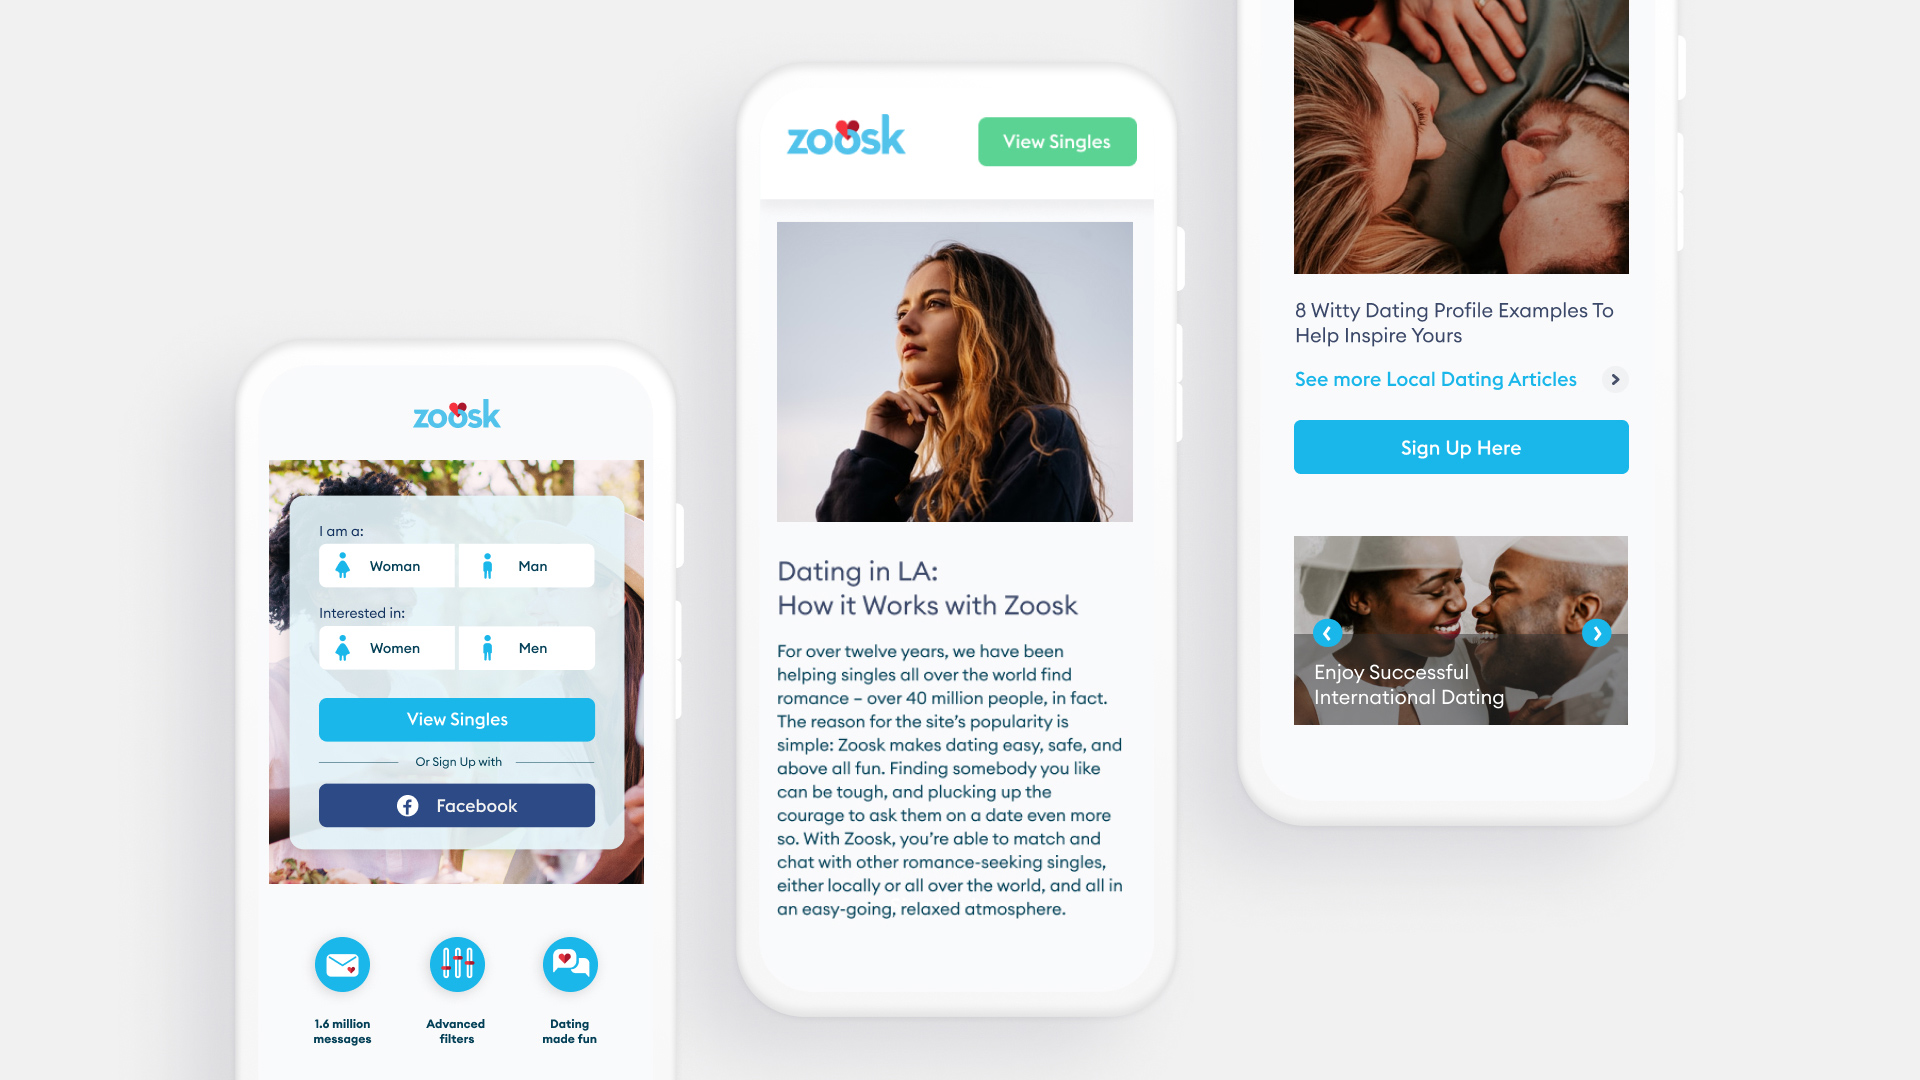 zoosk
I am a:
Woman
Man
Interested in:
Women
Men
View Singles
Or Sign Up with
Facebook
1.6 million
messages
Advanced
filters
Dating
made fun
zoosk
View Singles
Dating in LA:
How it Works with Zoosk
For over twelve years, we have been
helping singles all over the world find
romance – over 40 million people, in fact.
The reason for the site’s popularity is
simple: Zoosk makes dating easy, safe, and
above all fun. Finding somebody you like
can be tough, and plucking up the
courage to ask them on a date even more
so. With Zoosk, you’re able to match and
chat with other romance-seeking singles,
either locally or all over the world, and all in
an easy-going, relaxed atmosphere.
8 Witty Dating Profile Examples To
Help Inspire Yours
See more Local Dating Articles
Sign Up Here
Enjoy Successful
International Dating